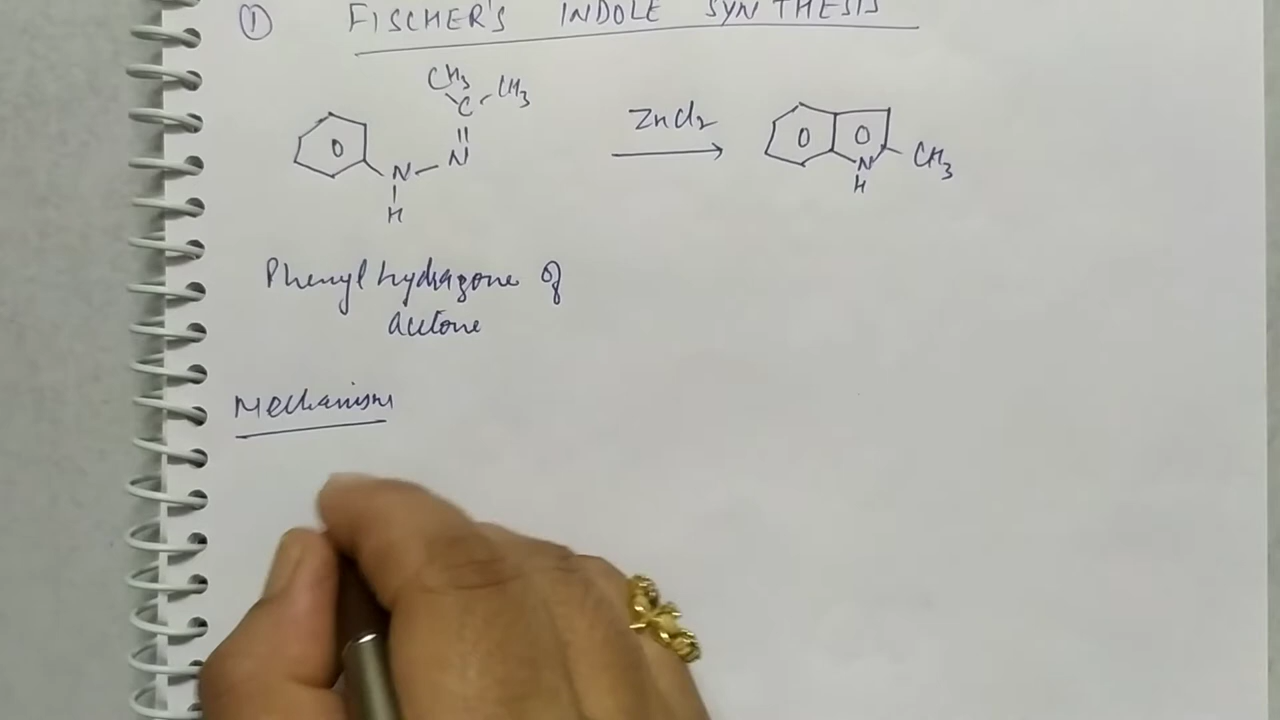 ① FISCHER'S INDOLE SYNTHESIS
CH3
C CH3
N
N
H
ZnCl2
N
H
CH3
Phenyl hydrazone of
acetone
Mechanism